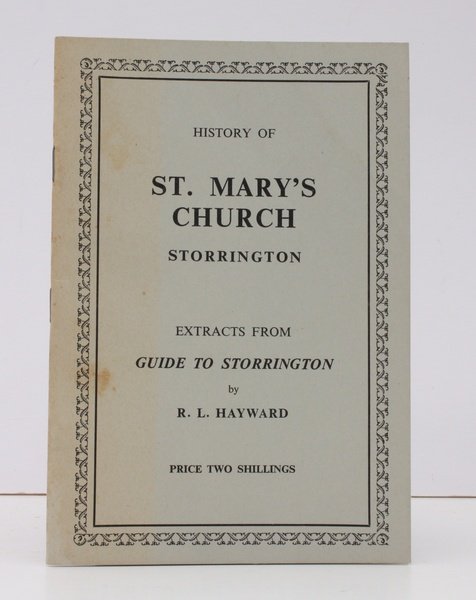 HISTORY OF
ST. MARY'S
CHURCH
STORRINGTON
EXTRACTS FROM
GUIDE TO STORRINGTON
by
R. L. HAYWARD
PRICE TWO SHILLINGS